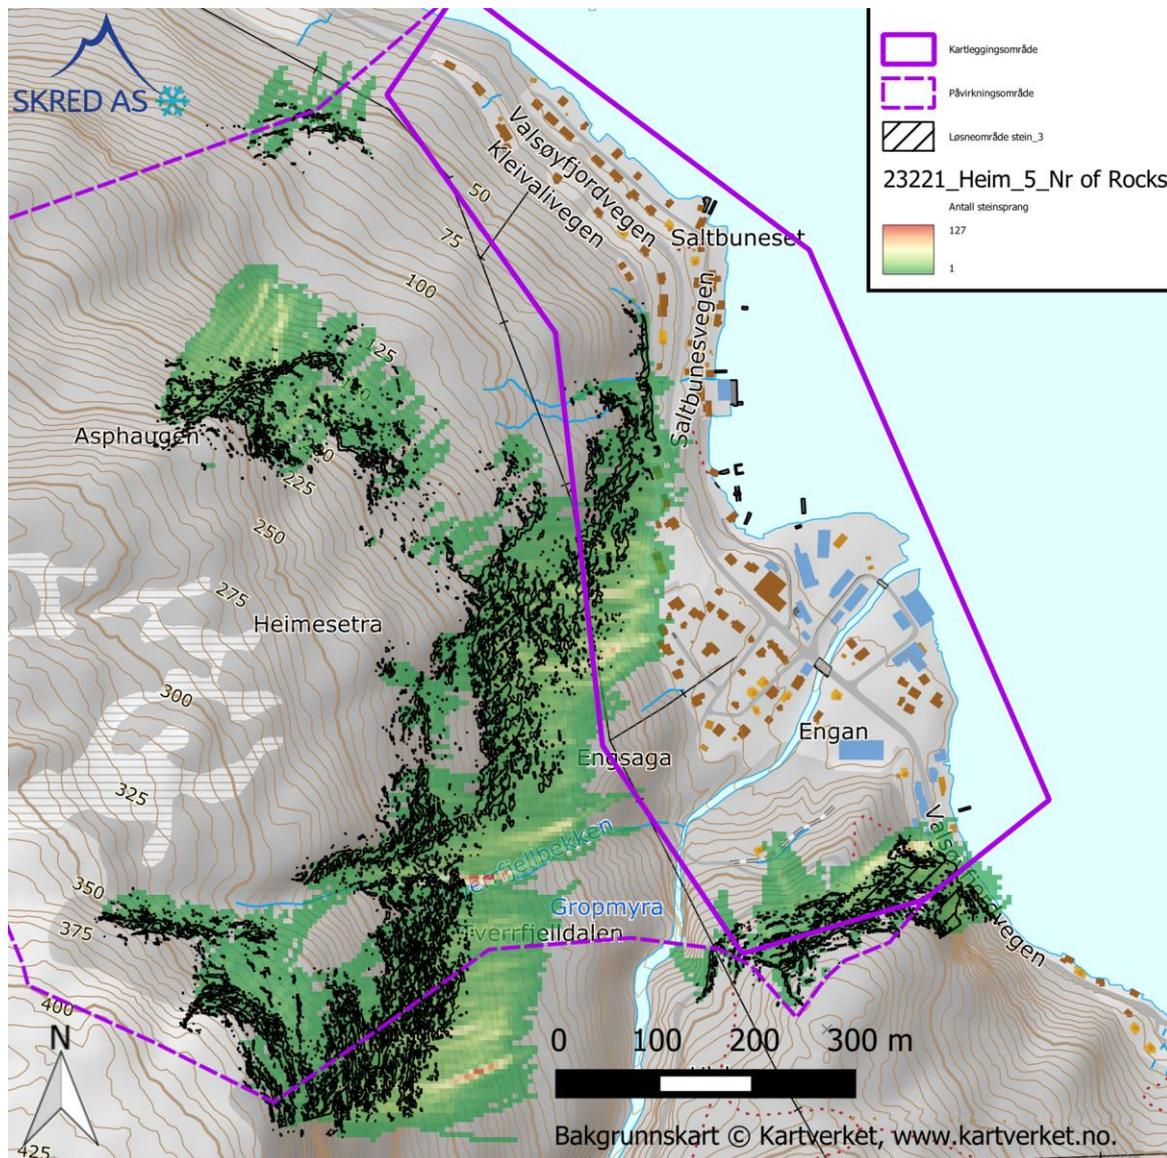 SKRED AS
Kartleggingsområde
Påvirkningsområde
Løsneområde stein_3
23221_Heim_5_Nr of Rocks
Antall steinsprang
127
1
Valsøyfjordvegen
Kleivalivegen
50
75
100
Saltbuneset
Saltbunesvegen
125
Asphaugen
225
250
275
Heimesetra
300
325
350
375
400
425
Engan
Engsaga
Gropmyra
N
0 100 200 300 m
Bakgrunnskart © Kartverket, www.kartverket.no.